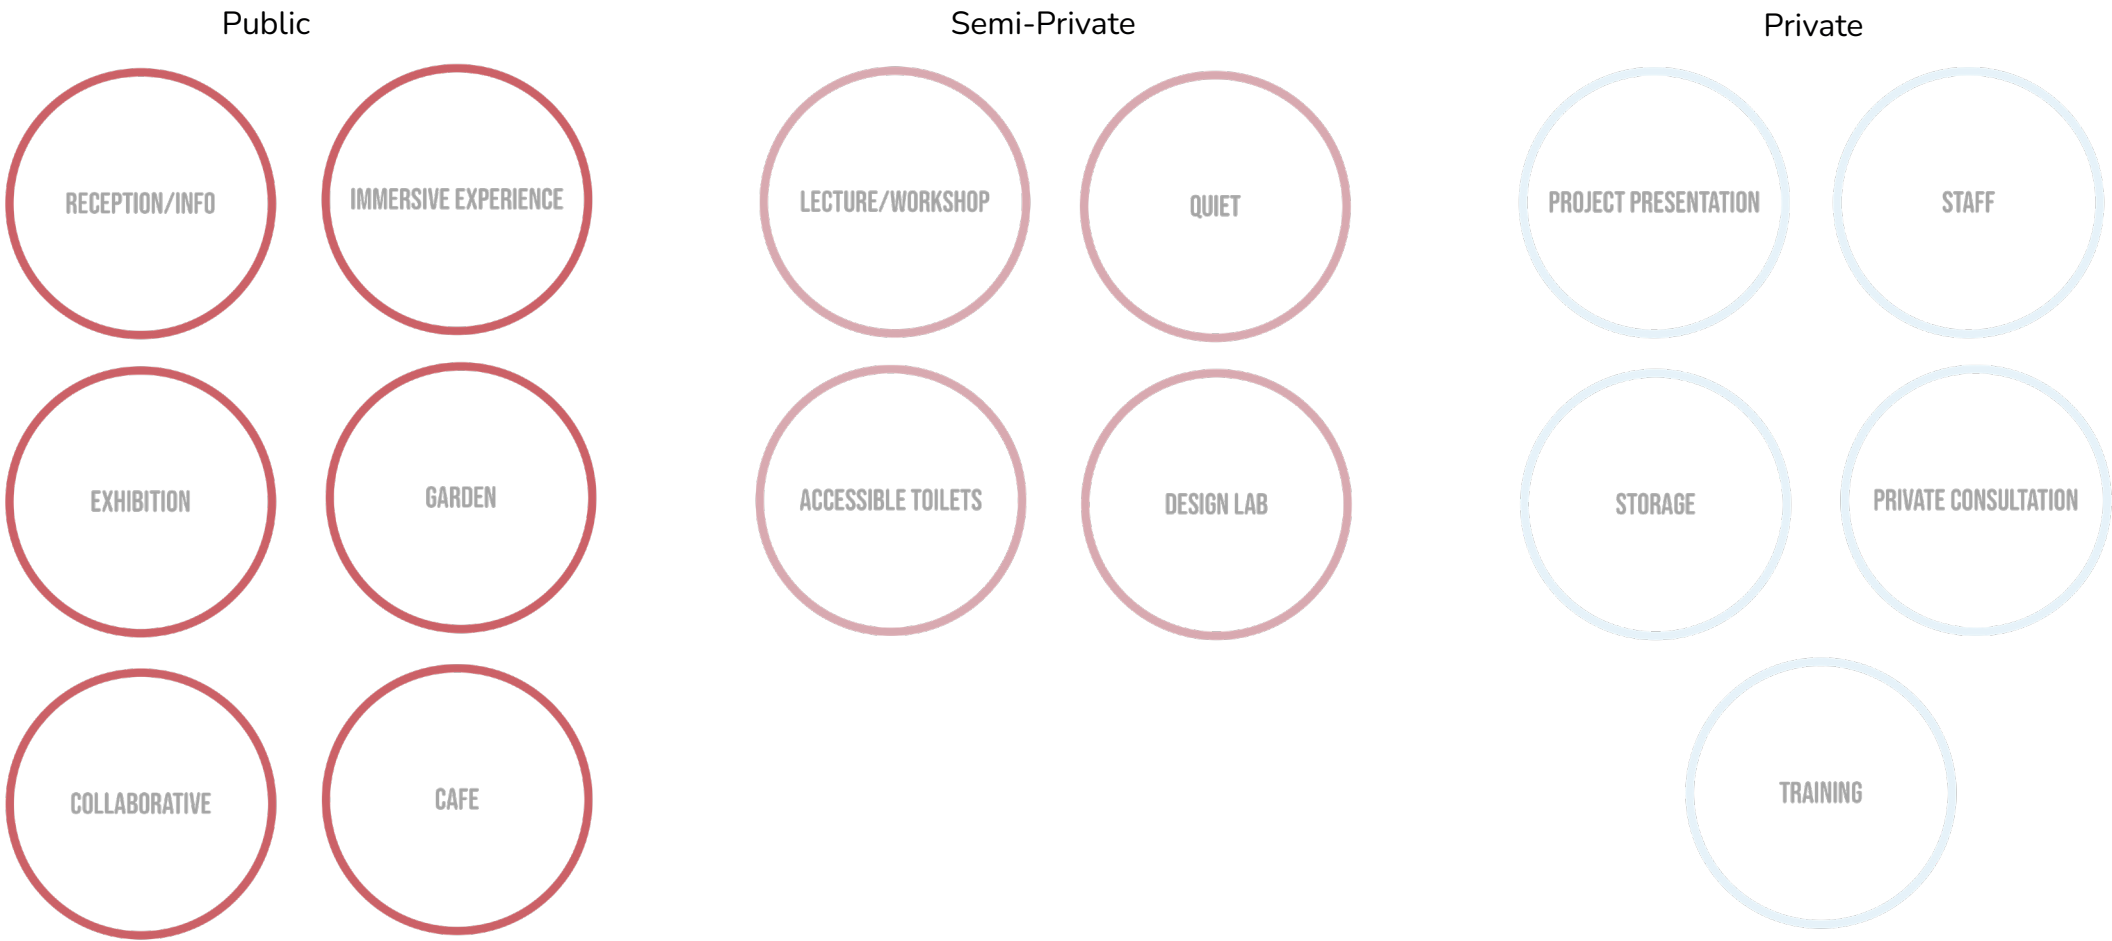 Public
Semi-Private
Private
RECEPTION/INFO
IMMERSIVE EXPERIENCE
EXHIBITION
GARDEN
COLLABORATIVE
CAFE
LECTURE/WORKSHOP
QUIET
ACCESSIBLE TOILETS
DESIGN LAB
PROJECT PRESENTATION
STAFF
STORAGE
PRIVATE CONSULTATION
TRAINING